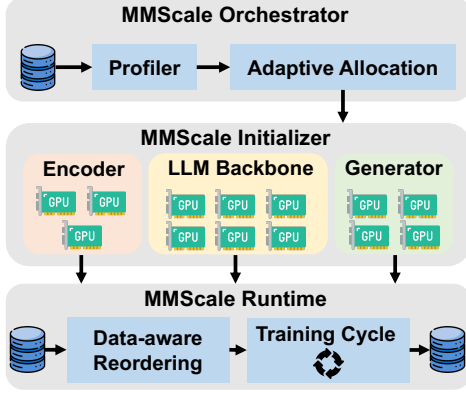 MMScale Orchestrator
Profiler
Adaptive Allocation
MMScale Initializer
Encoder
LLM Backbone
Generator
GPU GPU
GPU
GPU GPU GPU
GPU GPU GPU
GPU GPU
GPU GPU
MMScale Runtime
Data-aware
Reordering
Training Cycle